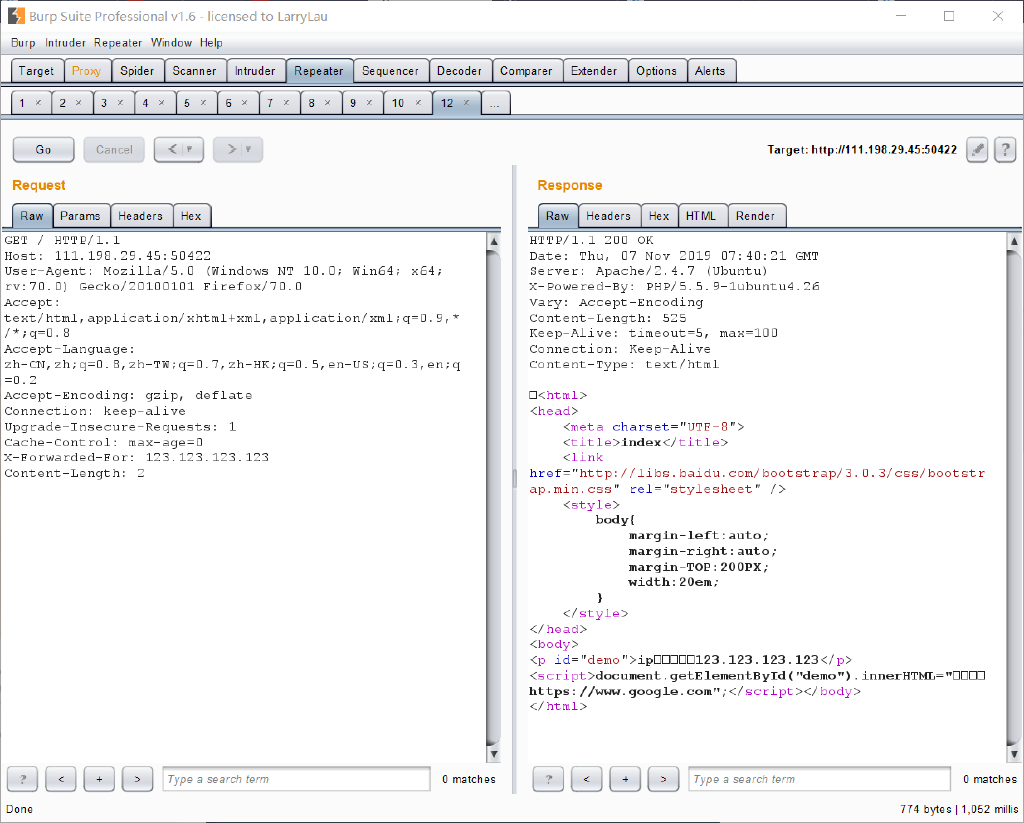 Burp Suite Professional v1.6 - licensed to LarryLau
Burp Intruder Repeater Window Help
Target Proxy Spider Scanner Intruder Repeater Sequencer Decoder Comparer Extender Options Alerts
1 × 2 × 3 × 4 × 5 × 6 × 7 × 8 × 9 × 10 × 12 × ...
Go Cancel < > Target: http://111.198.29.45:50422 ?
Request
Raw Params Headers Hex
GET / HTTP/1.1
Host: 111.198.29.45:50422
User-Agent: Mozilla/5.0 (Windows NT 10.0; Win64; x64;
rv:70.0) Gecko/20100101 Firefox/70.0
Accept:
text/html,application/xhtml+xml,application/xml;q=0.9,*
/*;q=0.8
Accept-Language:
zh-CN,zh;q=0.8,zh-TW;q=0.7,zh-HK;q=0.5,en-US;q=0.3,en;q
=0.2
Accept-Encoding: gzip, deflate
Connection: keep-alive
Upgrade-Insecure-Requests: 1
Cache-Control: max-age=0
X-Forwarded-For: 123.123.123.123
Content-Length: 2
? < + > Type a search term 0 matches
Response
Raw Headers Hex HTML Render
HTTP/1.1 200 OK
Date: Thu, 07 Nov 2019 07:40:21 GMT
Server: Apache/2.4.7 (Ubuntu)
X-Powered-By: PHP/5.5.9-1ubuntu4.26
Vary: Accept-Encoding
Content-Length: 525
Keep-Alive: timeout=5, max=100
Connection: Keep-Alive
Content-Type: text/html
□<html>
<head>
<meta charset="UTF-8">
<title>index</title>
<link
href="http://libs.baidu.com/bootstrap/3.0.3/css/bootstr
ap.min.css" rel="stylesheet" />
<style>
body{
margin-left:auto;
margin-right:auto;
margin-TOP:200PX;
width:20em;
}
</style>
</head>
<body>
<p id="demo">ip□□□□□123.123.123.123</p>
<script>document.getElementById("demo").innerHTML="□□□□
https://www.google.com";</script></body>
</html>
? < + > Type a search term 0 matches
Done 774 bytes | 1,052 millis